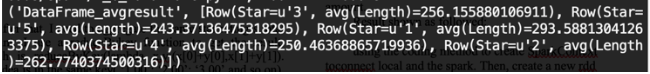 ('DataFrame_avgresult', [Row(Star=u'3', avg(Length)=256.155880106911), Row(Star=
u'5', avg(Length)=243.37136475318295), Row(Star=u'1', avg(Length)=293.5881304126
3375), Row(Star=u'4', avg(Length)=250.46368865719936), Row(Star=u'2', avg(Length
)=262.7740374500316)])
toconnect local and the spark. Then, create a new rdd